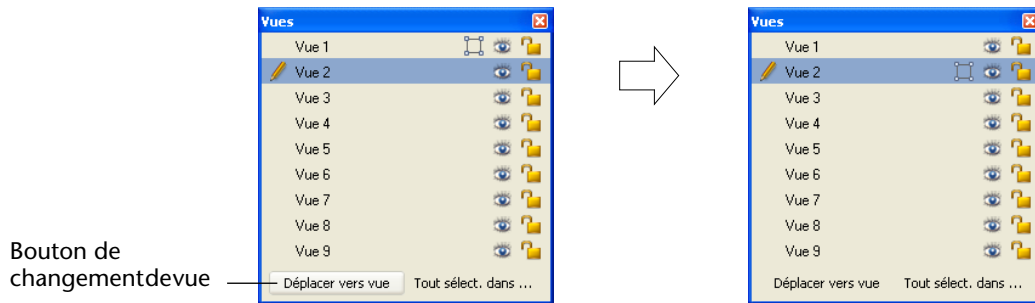 Vues
Vue 1
Vue 2
Vue 3
Vue 4
Vue 5
Vue 6
Vue 7
Vue 8
Vue 9
Déplacer vers vue Tout sélect. dans ...
Bouton de
changementdevue
Vues
Vue 1
Vue 2
Vue 3
Vue 4
Vue 5
Vue 6
Vue 7
Vue 8
Vue 9
Déplacer vers vue Tout sélect. dans ...